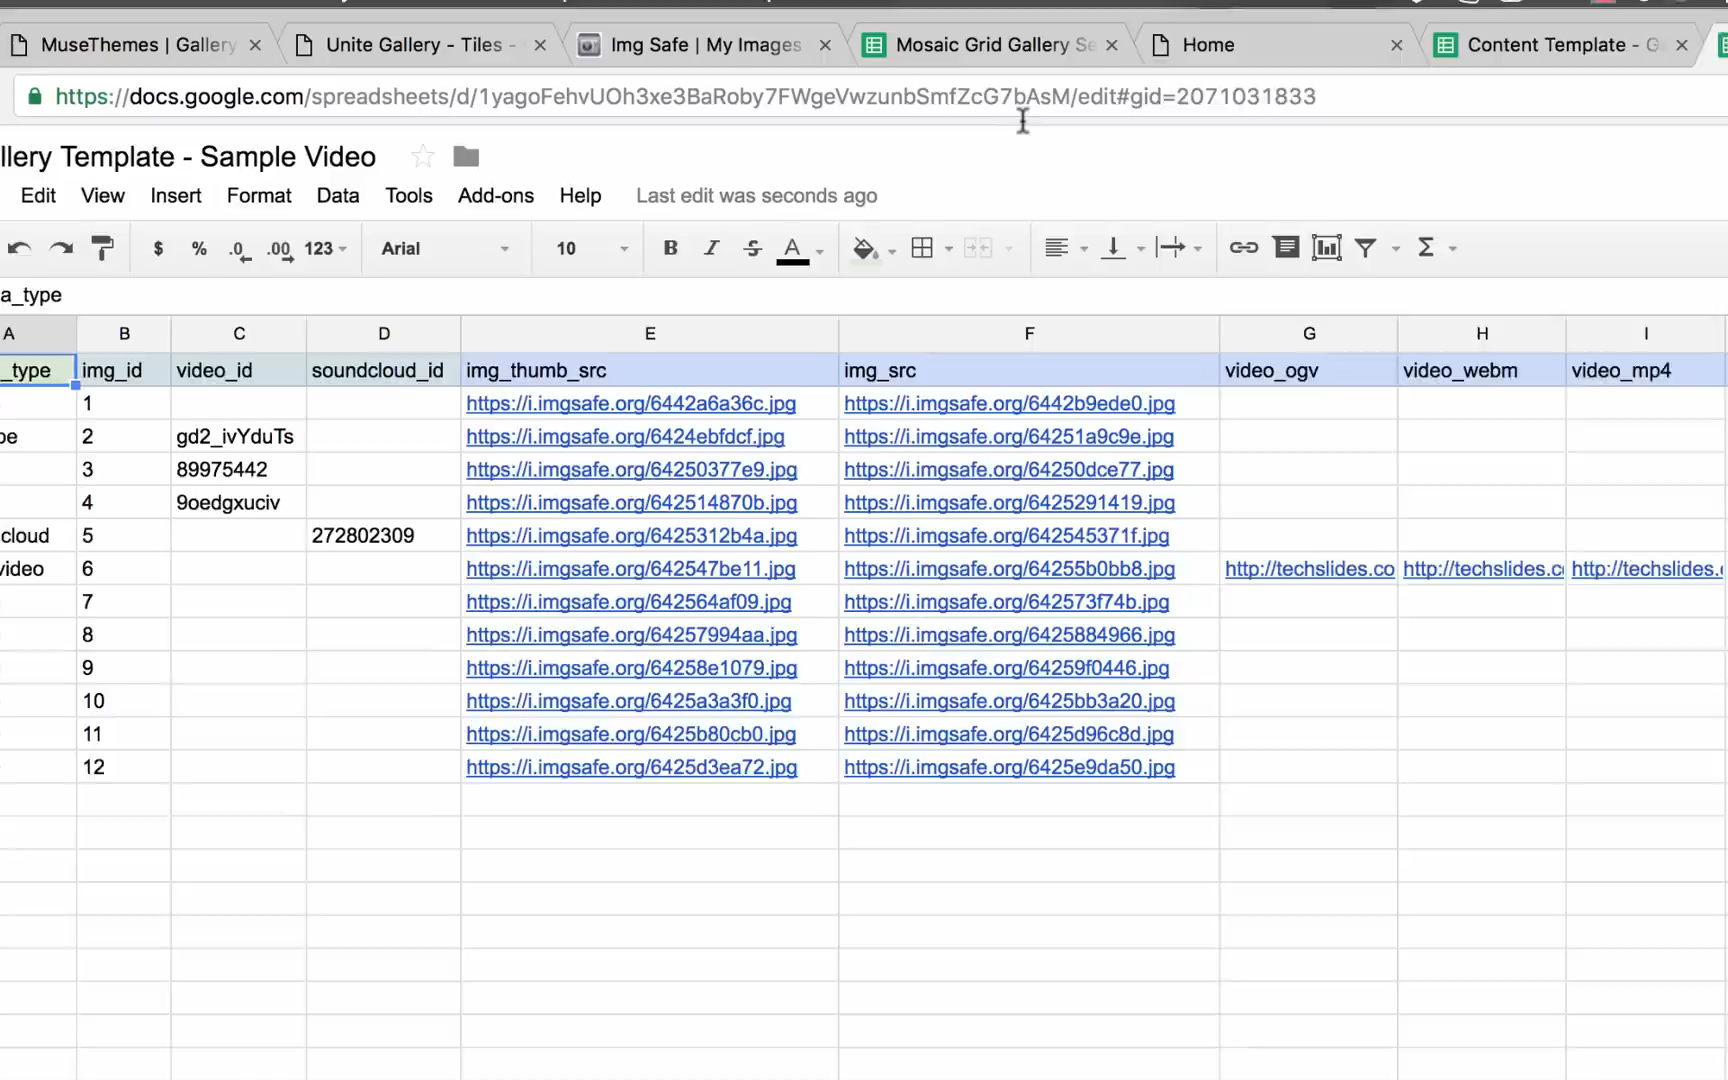 MuseThemes | Gallery
Unite Gallery - Tiles -
Img Safe | My Images
Mosaic Grid Gallery Se
Home
Content Template - G
https://docs.google.com/spreadsheets/d/1yagoFehvUOh3xe3BaRoby7FWgeVwzunbSmfZcG7bAsM/edit#gid=2071031833
llery Template - Sample Video
Edit View Insert Format Data Tools Add-ons Help Last edit was seconds ago
$ % .0 .00 123 Arial 10 B I S A Σ
a_type
A B C D E F G H I
_type img_id video_id soundcloud_id img_thumb_src img_src video_ogv video_webm video_mp4
1 https://i.imgsafe.org/6442a6a36c.jpg https://i.imgsafe.org/6442b9ede0.jpg
be 2 gd2_ivYduTs https://i.imgsafe.org/6424ebfdcf.jpg https://i.imgsafe.org/64251a9c9e.jpg
3 89975442 https://i.imgsafe.org/64250377e9.jpg https://i.imgsafe.org/64250dce77.jpg
4 9oedgxuciv https://i.imgsafe.org/642514870b.jpg https://i.imgsafe.org/6425291419.jpg
cloud 5 272802309 https://i.imgsafe.org/6425312b4a.jpg https://i.imgsafe.org/642545371f.jpg
video 6 https://i.imgsafe.org/642547be11.jpg https://i.imgsafe.org/64255b0bb8.jpg http://techslides.co http://techslides.c http://techslides.
7 https://i.imgsafe.org/642564af09.jpg https://i.imgsafe.org/642573f74b.jpg
8 https://i.imgsafe.org/64257994aa.jpg https://i.imgsafe.org/6425884966.jpg
9 https://i.imgsafe.org/64258e1079.jpg https://i.imgsafe.org/64259f0446.jpg
10 https://i.imgsafe.org/6425a3a3f0.jpg https://i.imgsafe.org/6425bb3a20.jpg
11 https://i.imgsafe.org/6425b80cb0.jpg https://i.imgsafe.org/6425d96c8d.jpg
12 https://i.imgsafe.org/6425d3ea72.jpg https://i.imgsafe.org/6425e9da50.jpg